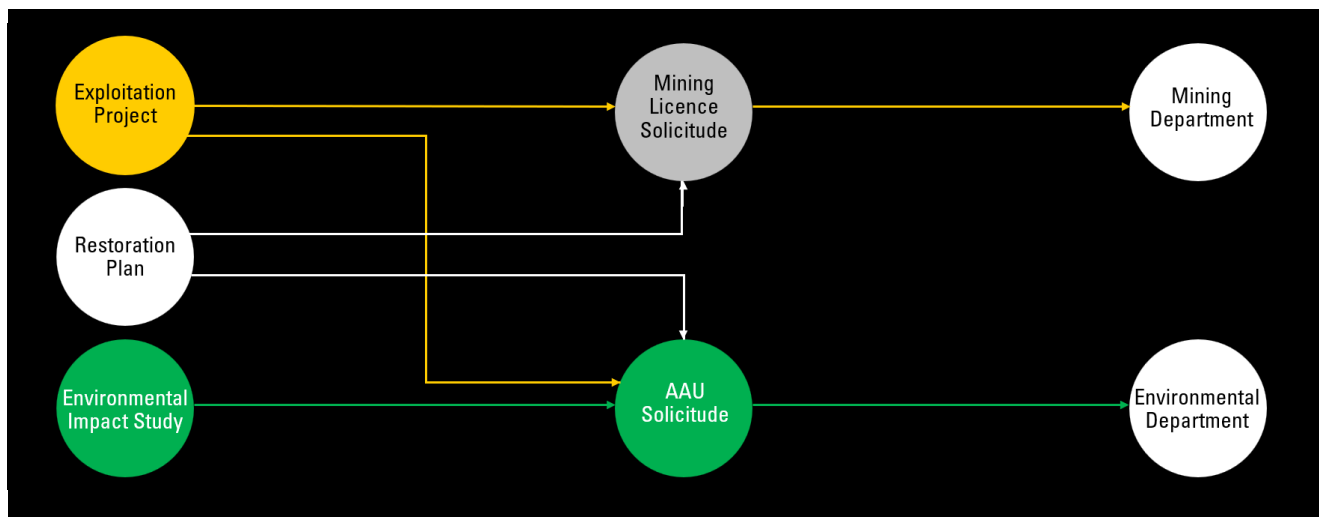 Exploitation
Project
Mining
Licence
Solicitude
Mining
Department
Restoration
Plan
Environmental
Impact Study
AAU
Solicitude
Environmental
Department